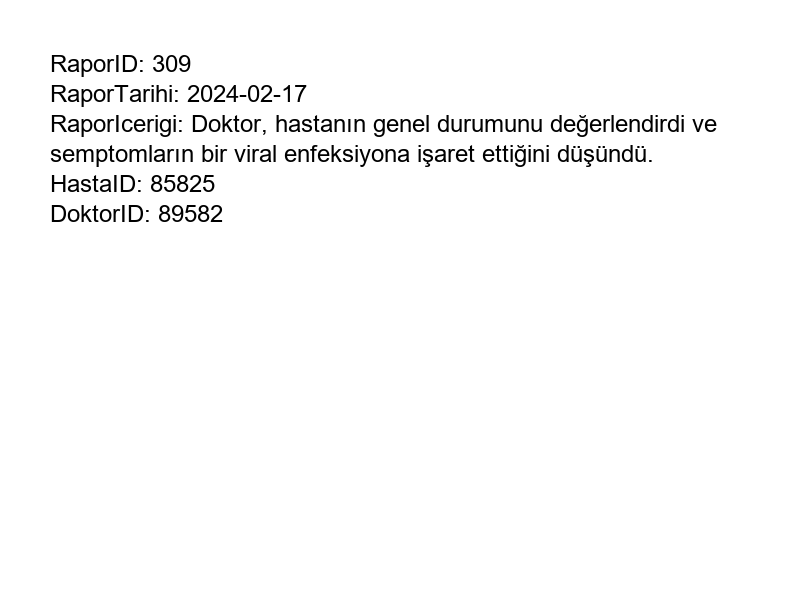 RaporID: 309
RaporTarihi: 2024-02-17
RaporIcerigi: Doktor, hastanın genel durumunu değerlendirdi ve
semptomların bir viral enfeksiyona işaret ettiğini düşündü.
HastaID: 85825
DoktorID: 89582